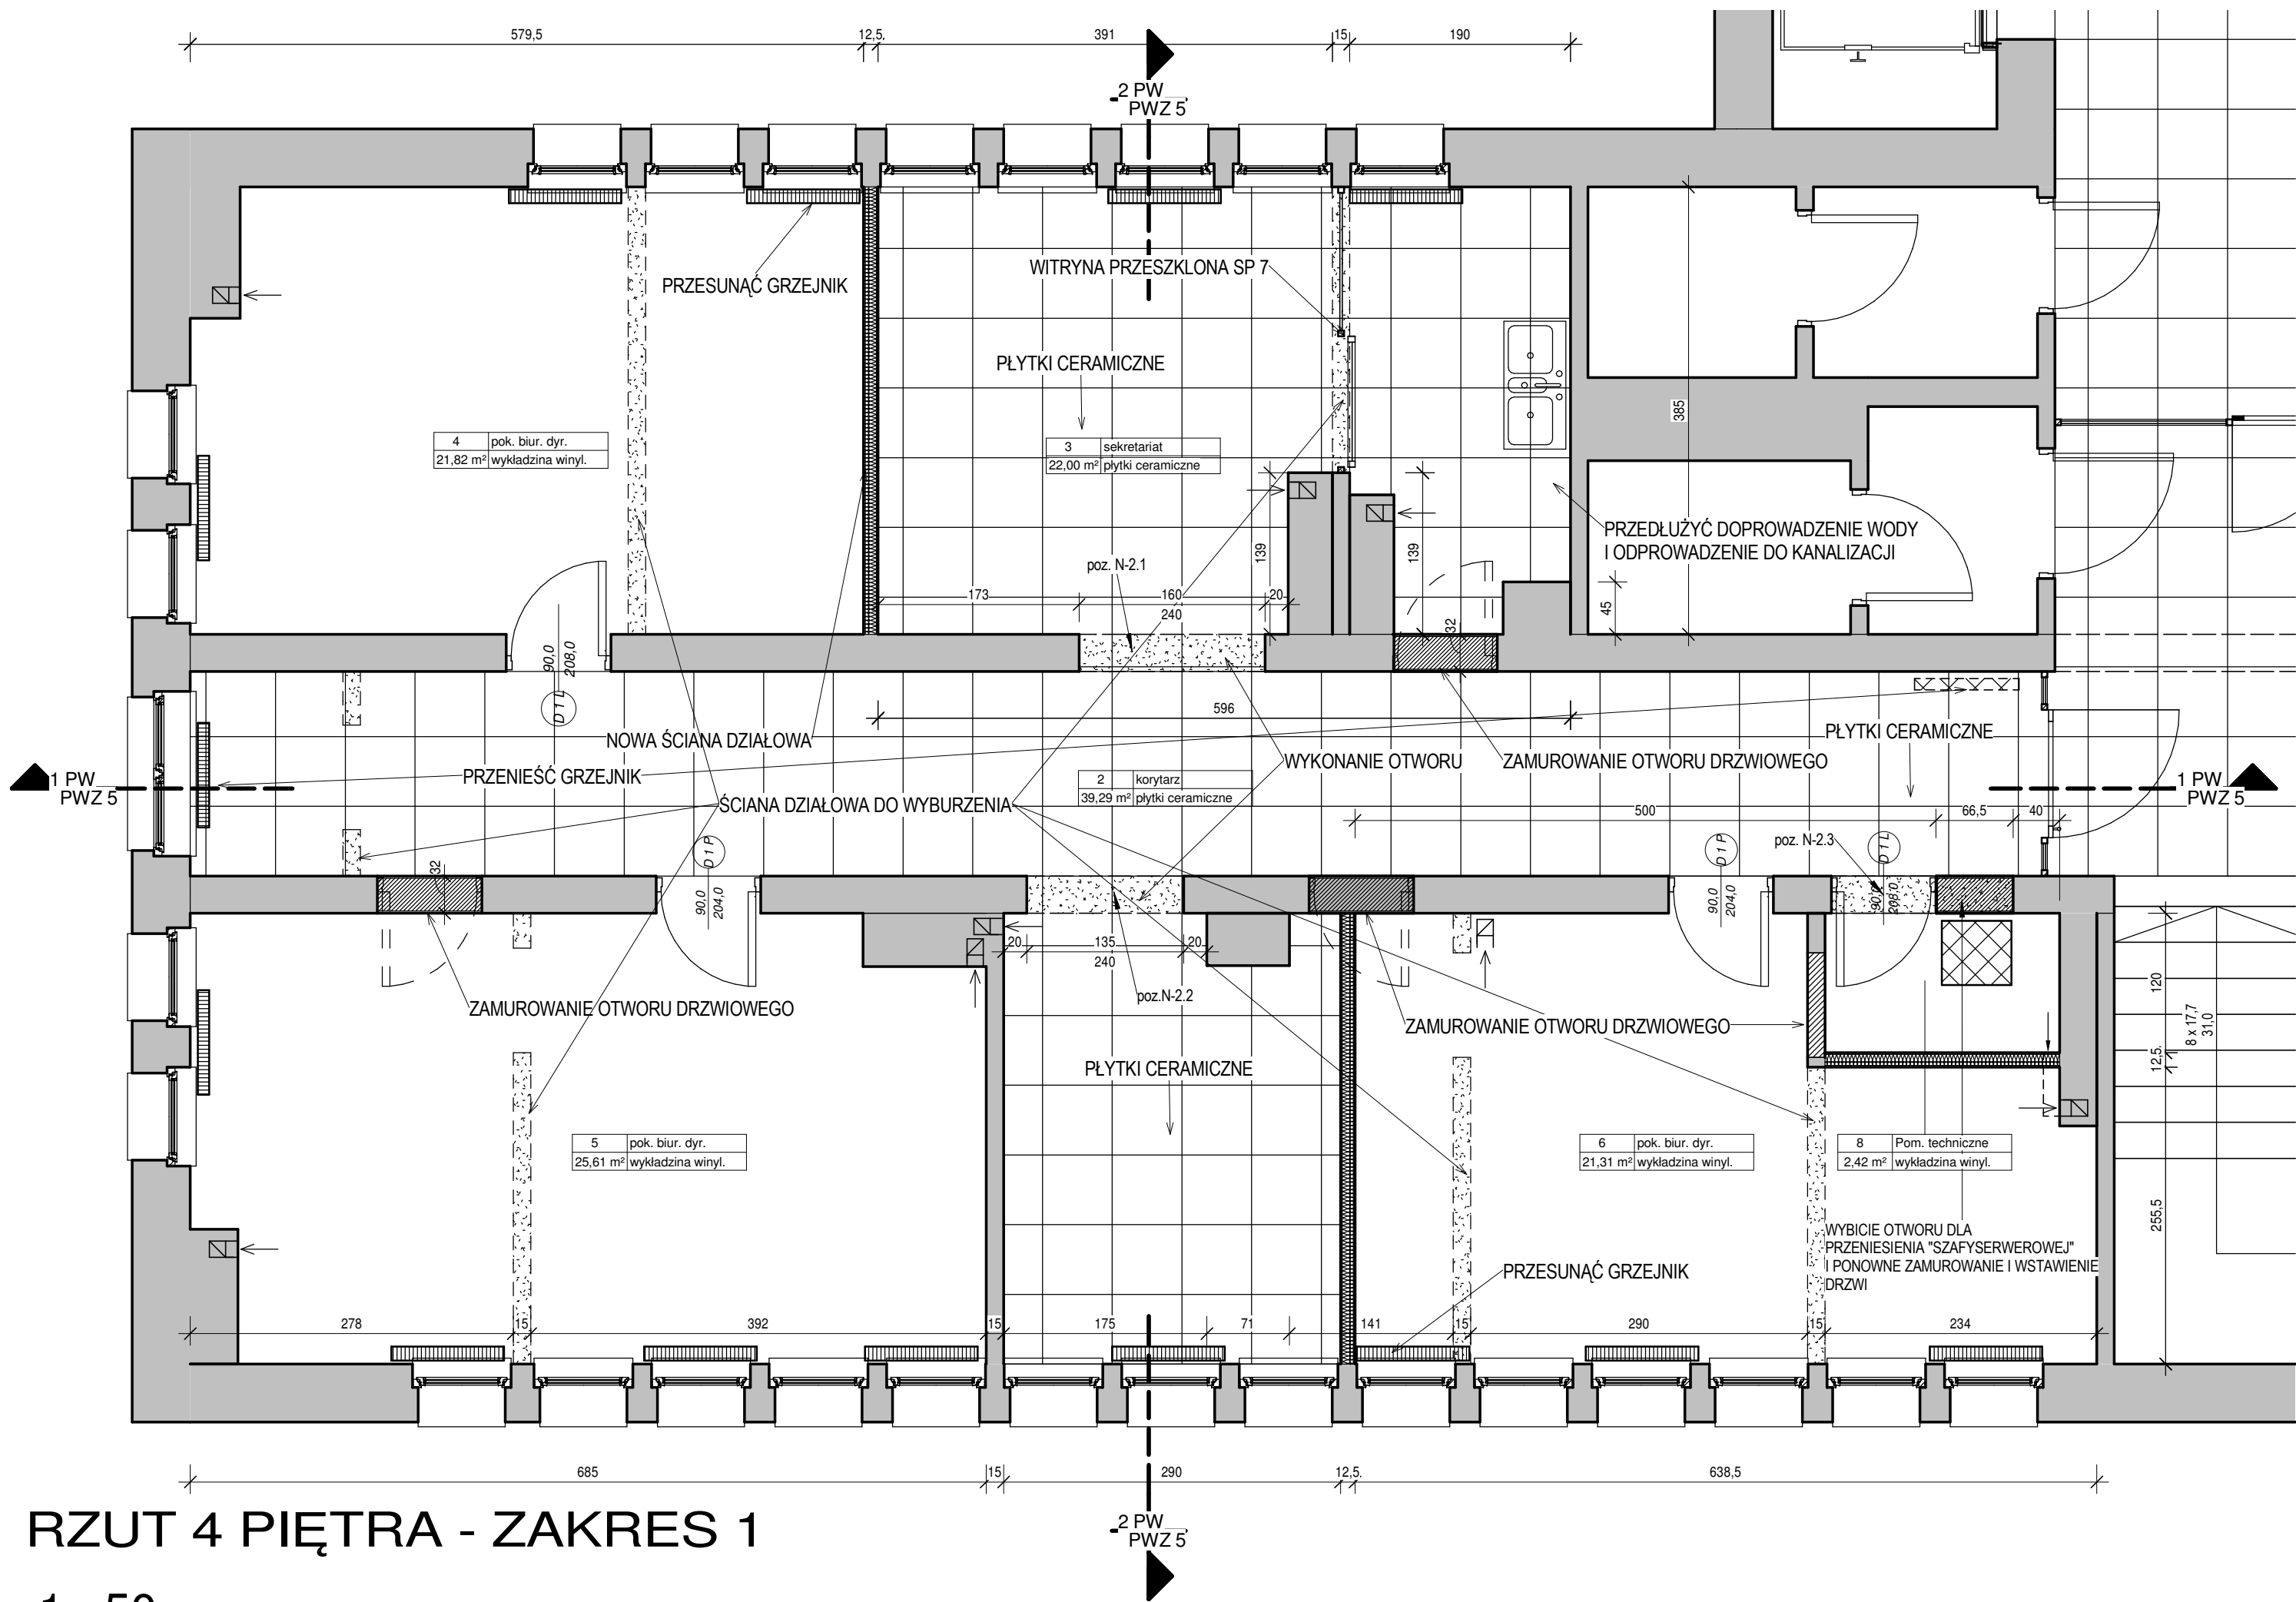 579,5
12,5.
391
15
190
2 PW
PWZ 5
WITRYNA PRZESZKLONA SP 7
PRZESUNĄĆ GRZEJNIK
PŁYTKI CERAMICZNE
385
4 pok. biur. dyr.
21,82 m² wykładzina winyl.
3 sekretariat
22,00 m² płytki ceramiczne
PRZEDŁUŻYĆ DOPROWADZENIE WODY
I ODPROWADZENIE DO KANALIZACJI
139
139
poz. N-2.1
173
160
20
240
45
32
90,0
208,0
D 1 L
596
NOWA ŚCIANA DZIAŁOWA
PŁYTKI CERAMICZNE
WYKONANIE OTWORU
ZAMUROWANIE OTWORU DRZWIOWEGO
PRZENIEŚĆ GRZEJNIK
1 PW
PWZ 5
2 korytarz
39,29 m² płytki ceramiczne
1 PW
PWZ 5
ŚCIANA DZIAŁOWA DO WYBURZENIA
500
66,5
40
poz. N-2.3
D 1 P
D 1 P
D 1 L
32
90,0
204,0
90,0
204,0
90,0
208,0
20
135
20
240
poz.N-2.2
ZAMUROWANIE OTWORU DRZWIOWEGO
ZAMUROWANIE OTWORU DRZWIOWEGO
120
8 x 17,7
31,0
12,5.
PŁYTKI CERAMICZNE
5 pok. biur. dyr.
25,61 m² wykładzina winyl.
6 pok. biur. dyr.
21,31 m² wykładzina winyl.
8 Pom. techniczne
2,42 m² wykładzina winyl.
255,5
WYBICIE OTWORU DLA
PRZENIESIENIA "SZAFYSERWEROWEJ"
I PONOWNE ZAMUROWANIE I WSTAWIENIE
DRZWI
PRZESUNĄĆ GRZEJNIK
278
15
392
15
175
71
141
15
290
15
234
685
15
290
12,5.
638,5
RZUT 4 PIĘTRA - ZAKRES 1
2 PW
PWZ 5